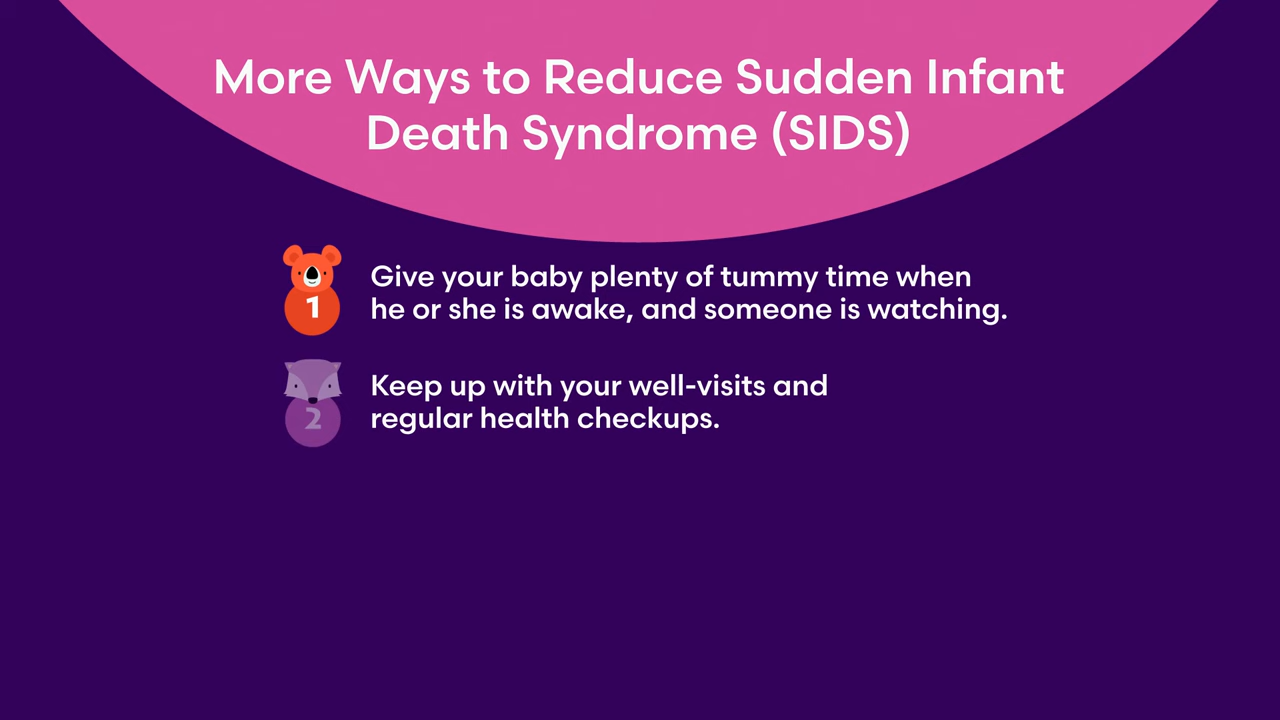 More Ways to Reduce Sudden Infant
Death Syndrome (SIDS)
1
Give your baby plenty of tummy time when
he or she is awake, and someone is watching.
2
Keep up with your well-visits and
regular health checkups.